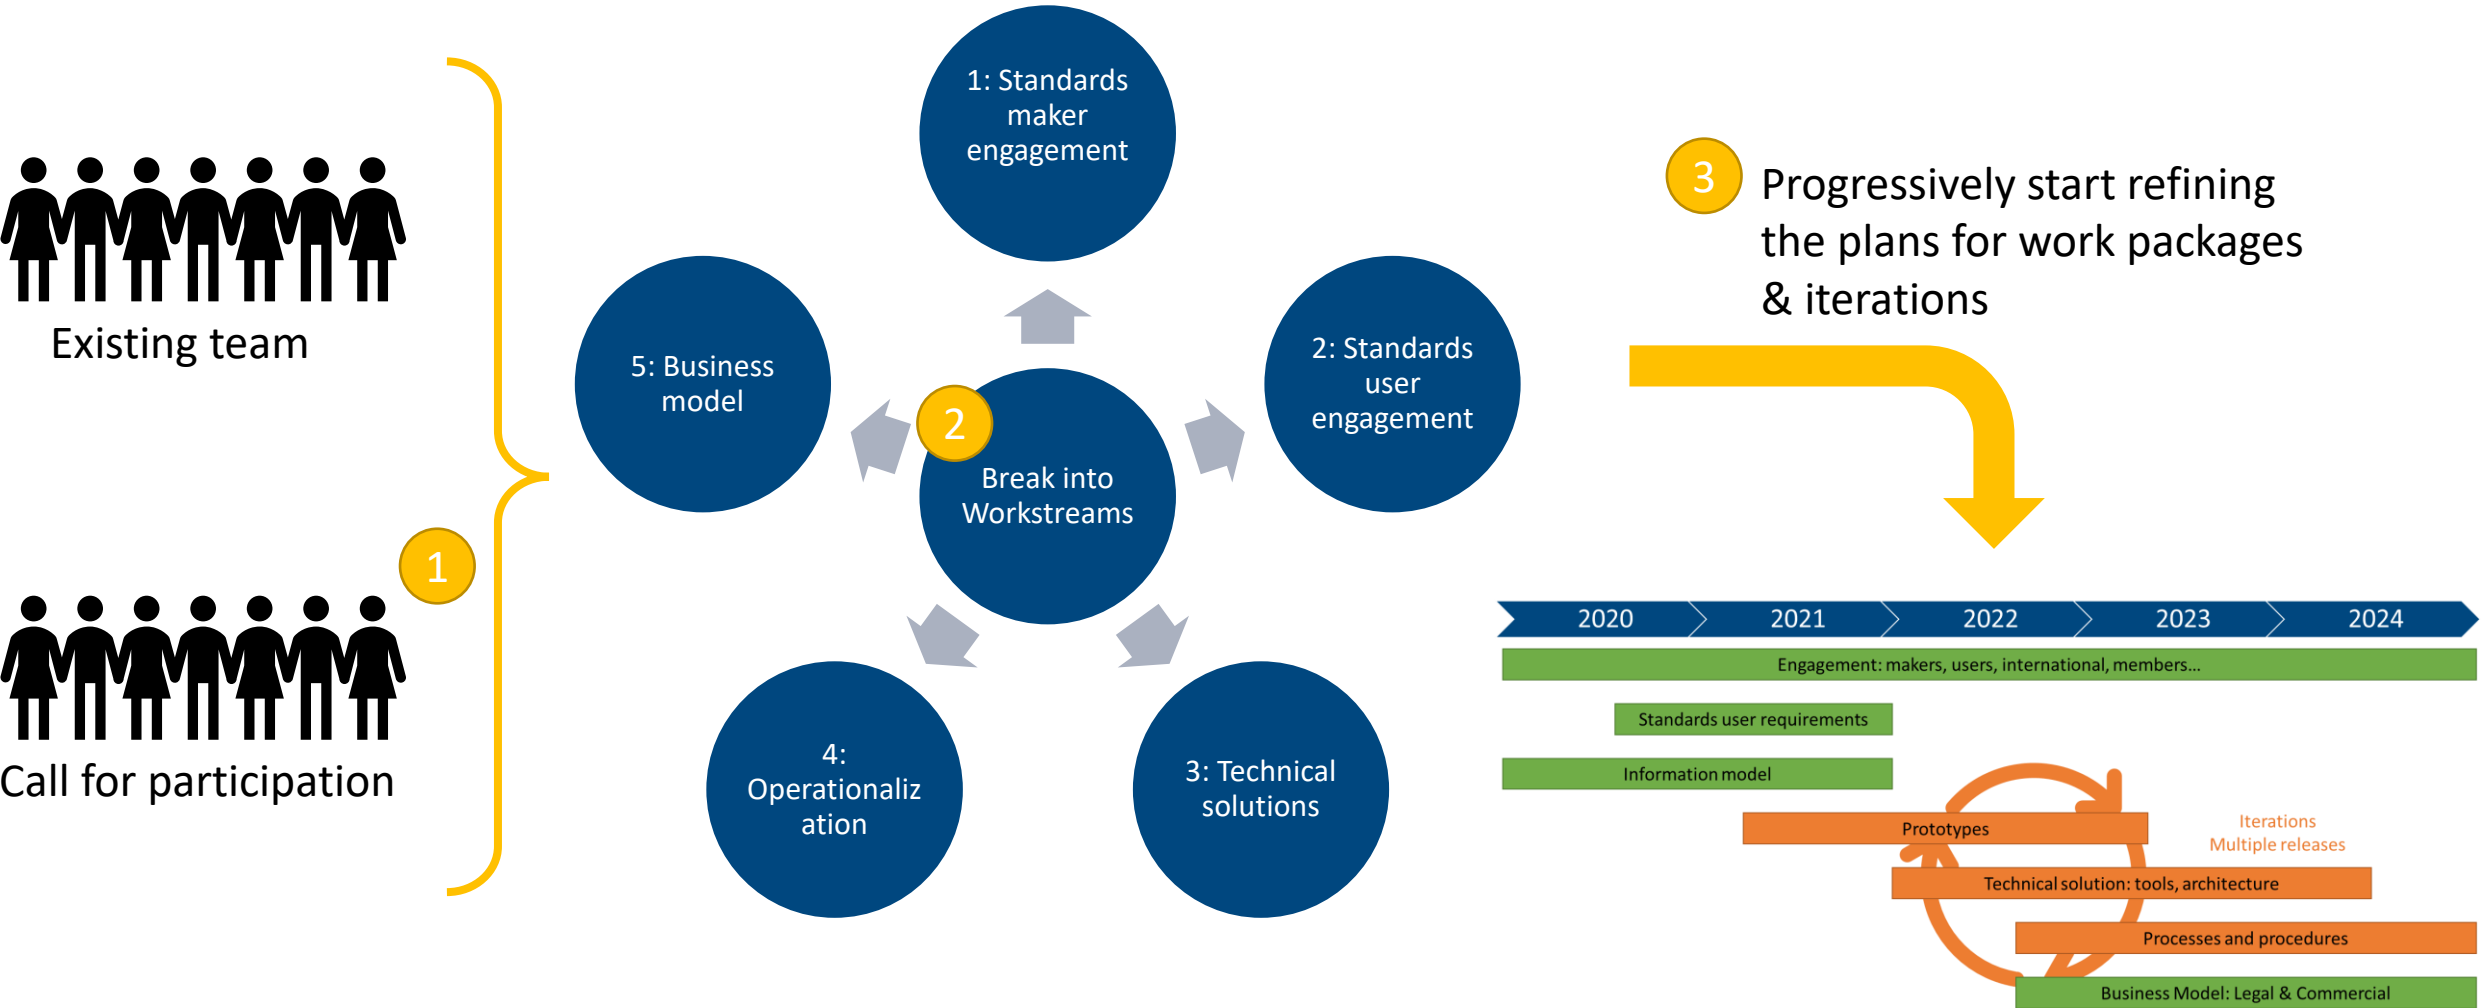 Existing team
1
Call for participation
1: Standards
maker
engagement
2: Standards
user
engagement
3: Technical
solutions
4:
Operationaliz
ation
5: Business
model
2
Break into
Workstreams
3
Progressively start refining
the plans for work packages
& iterations
2020
2021
2022
2023
2024
Engagement: makers, users, international, members...
Standards user requirements
Information model
Prototypes
Iterations
Multiple releases
Technical solution: tools, architecture
Processes and procedures
Business Model: Legal & Commercial